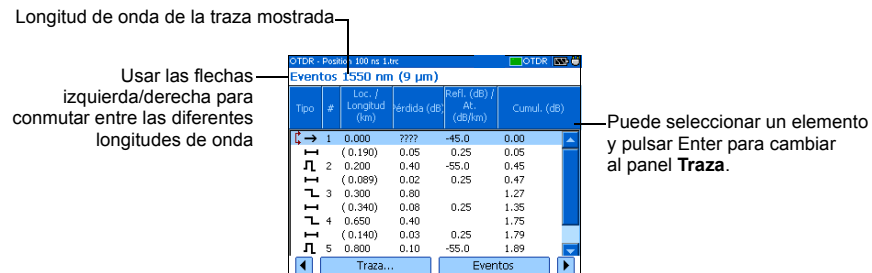 Longitud de onda de la traza mostrada
Usar las flechas
izquierda/derecha para
conmutar entre las diferentes
longitudes de onda
OTDR - Position 100 ns 1.trc OTDR
Eventos 1550 nm (9 µm)
Tipo # Loc. / Longitud (km) Pérdida (dB) Refl. (dB) / At. (dB/km) Cumul. (dB)
1 0.000 ???? -45.0 0.00
(0.190) 0.05 0.25 0.05
2 0.200 0.40 -55.0 0.45
(0.089) 0.02 0.25 0.47
3 0.300 0.80 1.27
(0.340) 0.08 0.25 1.35
4 0.650 0.40 1.75
(0.140) 0.03 0.25 1.79
5 0.800 0.10 -55.0 1.89
Traza... Eventos
Puede seleccionar un elemento
y pulsar Enter para cambiar
al panel Traza.